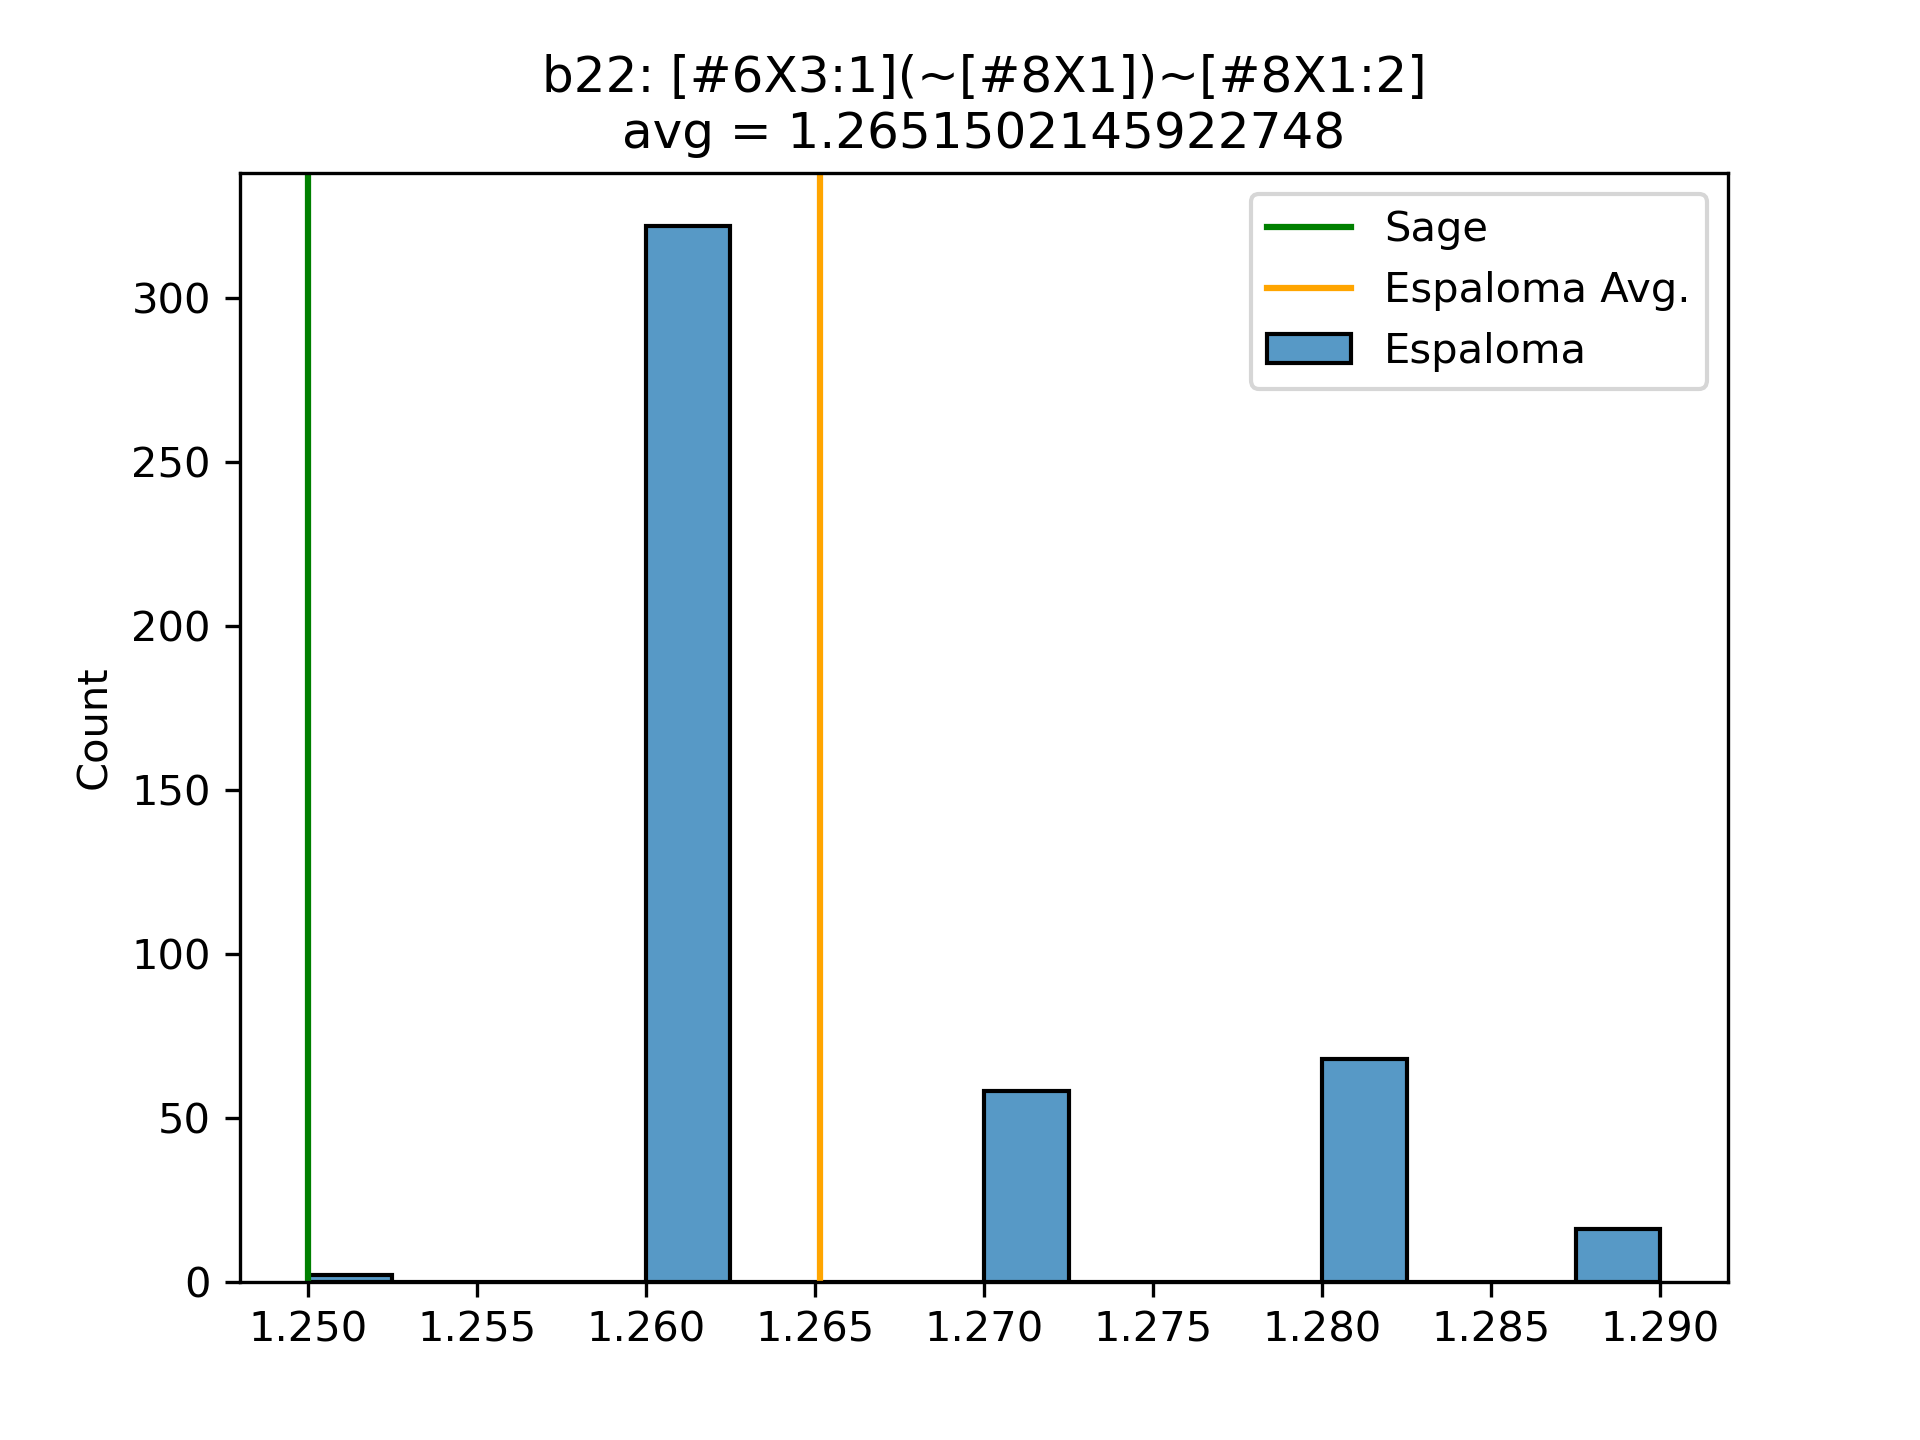 b22: [#6X3:1](~[#8X1])~[#8X1:2]
avg = 1.2651502145922748
Sage
Espaloma Avg.
Espaloma
Count
300
250
200
150
100
50
0
1.250 1.255 1.260 1.265 1.270 1.275 1.280 1.285 1.290